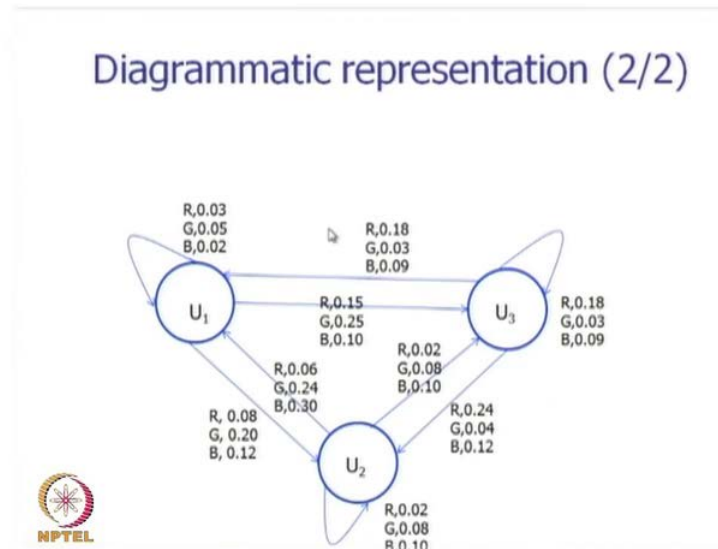 Diagrammatic representation (2/2)
R,0.03
G,0.05
B,0.02
R,0.18
G,0.03
B,0.09
U₁
R,0.15
G,0.25
B,0.10
U₃
R,0.18
G,0.03
B,0.09
R,0.02
G,0.08
B,0.10
R,0.06
G,0.24
B,0.30
R, 0.08
G, 0.20
B, 0.12
R,0.24
G,0.04
B,0.12
U₂
R,0.02
G,0.08
B,0.10
NPTEL